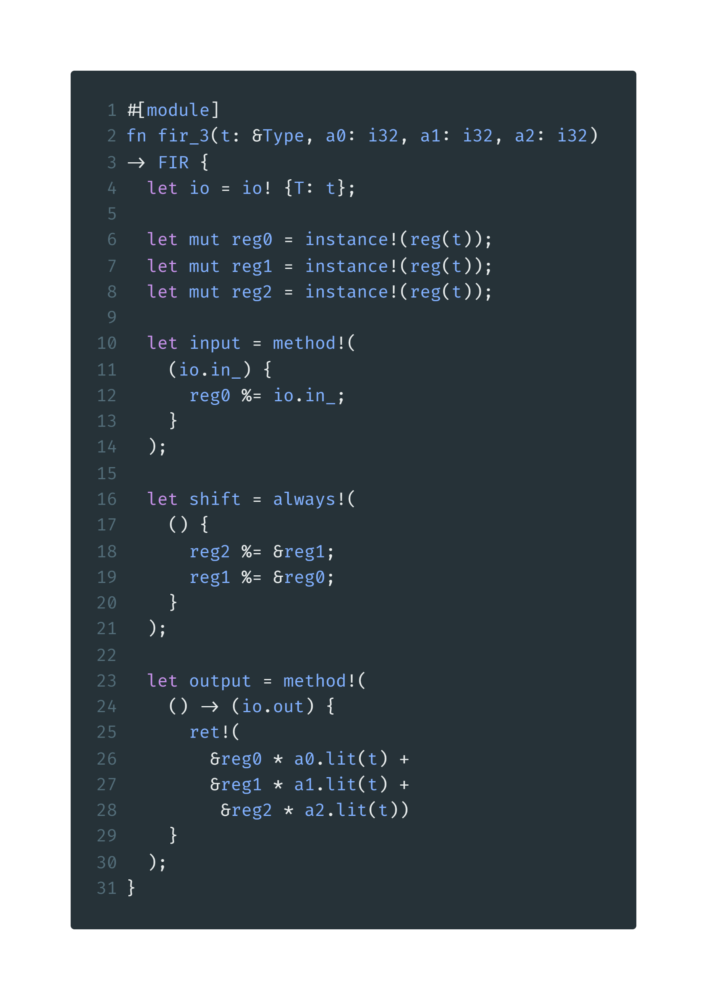 1 #[module]
2 fn fir_3(t: &Type, a0: i32, a1: i32, a2: i32)
3 -> FIR {
4   let io = io! {T: t};
5
6   let mut reg0 = instance!(reg(t));
7   let mut reg1 = instance!(reg(t));
8   let mut reg2 = instance!(reg(t));
9
10   let input = method!(
11     (io.in_) {
12       reg0 %= io.in_;
13     }
14   );
15
16   let shift = always!(
17     () {
18       reg2 %= &reg1;
19       reg1 %= &reg0;
20     }
21   );
22
23   let output = method!(
24     () -> (io.out) {
25       ret!(
26         &reg0 * a0.lit(t) +
27         &reg1 * a1.lit(t) +
28          &reg2 * a2.lit(t))
29     }
30   );
31 }